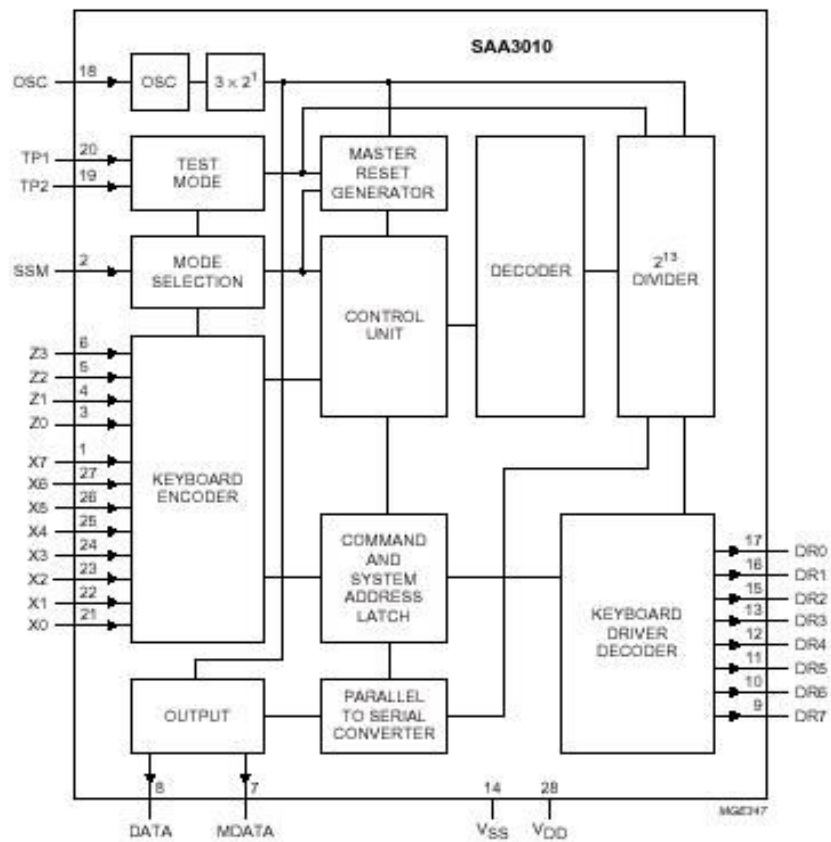 SAA3010
OSC
18
OSC
3 x 2¹
TP1
20
TP2
19
TEST
MODE
MASTER
RESET
GENERATOR
SSM
2
MODE
SELECTION
CONTROL
UNIT
DECODER
2¹³
DIVIDER
Z3
6
Z2
5
Z1
4
Z0
3
X7
1
X6
27
X5
26
X4
25
X3
24
X2
23
X1
22
X0
21
KEYBOARD
ENCODER
COMMAND
AND
SYSTEM
ADDRESS
LATCH
KEYBOARD
DRIVER
DECODER
17
DR0
16
DR1
15
DR2
13
DR3
12
DR4
11
DR5
10
DR6
9
DR7
OUTPUT
PARALLEL
TO SERIAL
CONVERTER
8
7
14
28
MGE347
DATA
MDATA
VSS
VDD